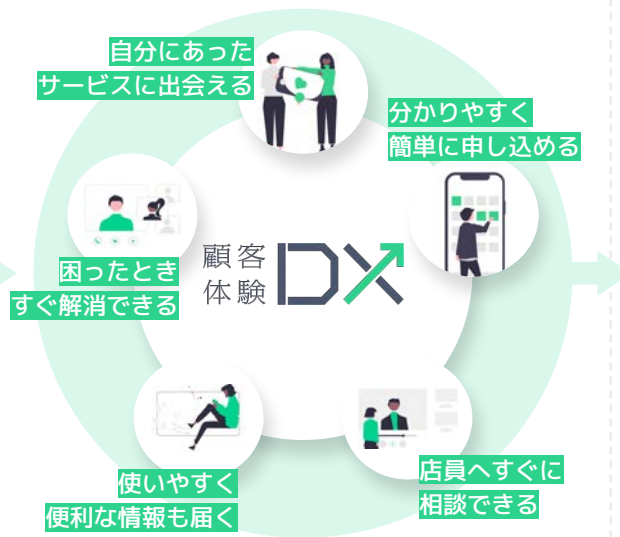 自分にあった
サービスに出会える
分かりやすく
簡単に申し込める
困ったとき
すぐ解消できる
顧客
体験
DX
使いやすく
便利な情報も届く
店員へすぐに
相談できる